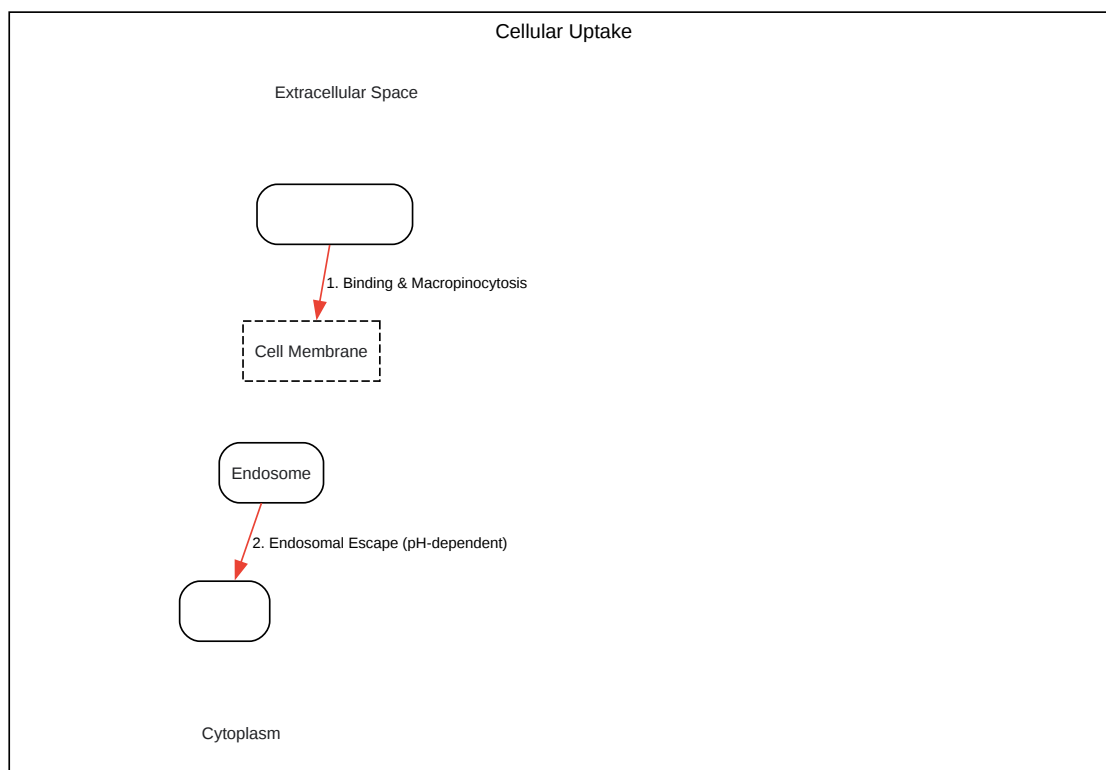 Cellular Uptake
Extracellular Space
1. Binding & Macropinocytosis
Cell Membrane
Endosome
2. Endosomal Escape (pH-dependent)
Cytoplasm